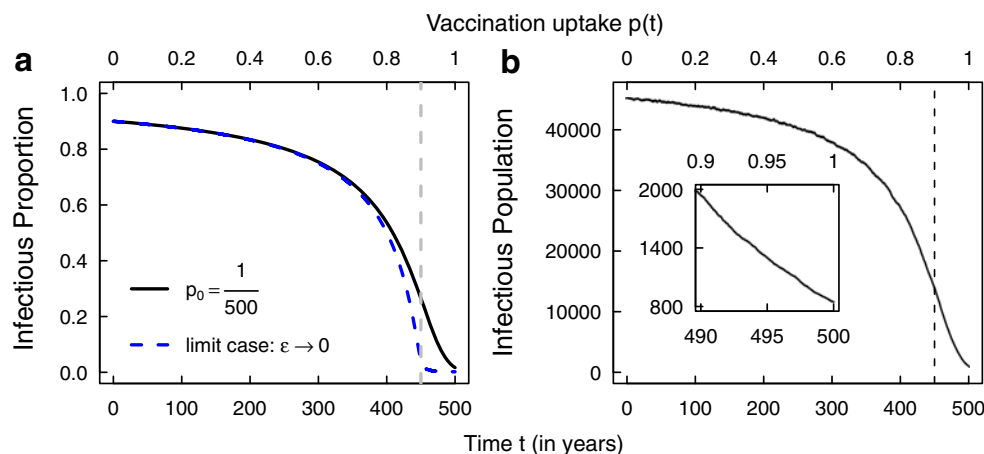 Vaccination uptake p(t)
a
0 0.2 0.4 0.6 0.8 1
b
0 0.2 0.4 0.6 0.8 1
Infectious Proportion
1.0
0.8
0.6
0.4
0.2
0.0
p₀ = 1/500
limit case: ε → 0
0 100 200 300 400 500
Infectious Population
40000
30000
20000
10000
0
0.9 0.95 1
2000
1400
800
490 495 500
0 100 200 300 400 500
Time t (in years)